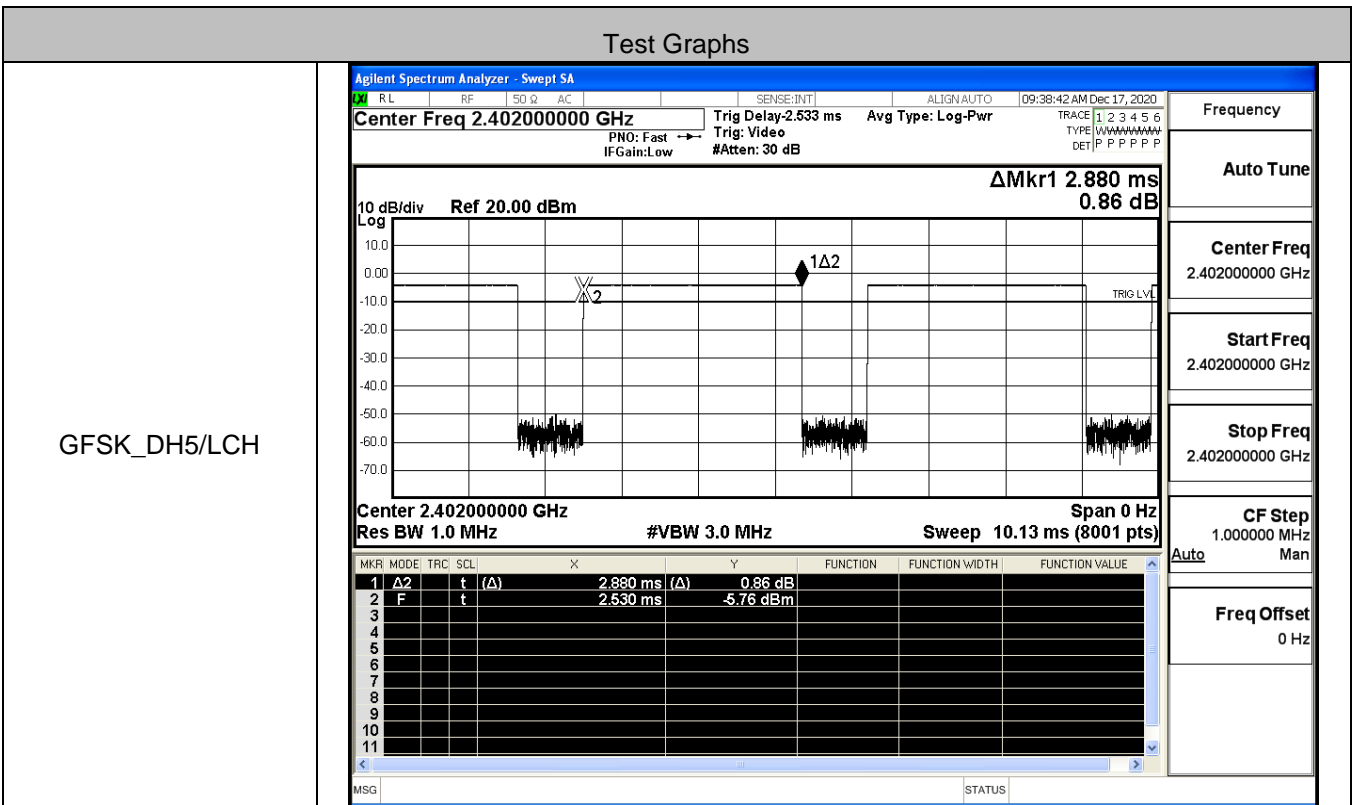 Test Graphs
GFSK_DH5/LCH
Agilent Spectrum Analyzer - Swept SA
LXI RL RF 50 Ω AC SENSE:INT ALIGN AUTO 09:38:42 AM Dec 17, 2020
Center Freq 2.402000000 GHz
PNO: Fast
IFGain:Low
Trig Delay-2.533 ms
Trig: Video
#Atten: 30 dB
Avg Type: Log-Pwr
TRACE 1 2 3 4 5 6
TYPE WWWWWW
DET P P P P P P
ΔMkr1 2.880 ms
0.86 dB
10 dB/div Ref 20.00 dBm
Log
10.0
0.00
-10.0
-20.0
-30.0
-40.0
-50.0
-60.0
-70.0
1Δ2
2
TRIG LVL
Center 2.402000000 GHz Span 0 Hz
Res BW 1.0 MHz #VBW 3.0 MHz Sweep 10.13 ms (8001 pts)
MKR MODE TRC SCL X Y FUNCTION FUNCTION WIDTH FUNCTION VALUE
1 Δ2 t (Δ) 2.880 ms (Δ) 0.86 dB
2 F t 2.530 ms -5.76 dBm
3
4
5
6
7
8
9
10
11
MSG STATUS
Frequency
Auto Tune
Center Freq
2.402000000 GHz
Start Freq
2.402000000 GHz
Stop Freq
2.402000000 GHz
CF Step
1.000000 MHz
Auto Man
Freq Offset
0 Hz